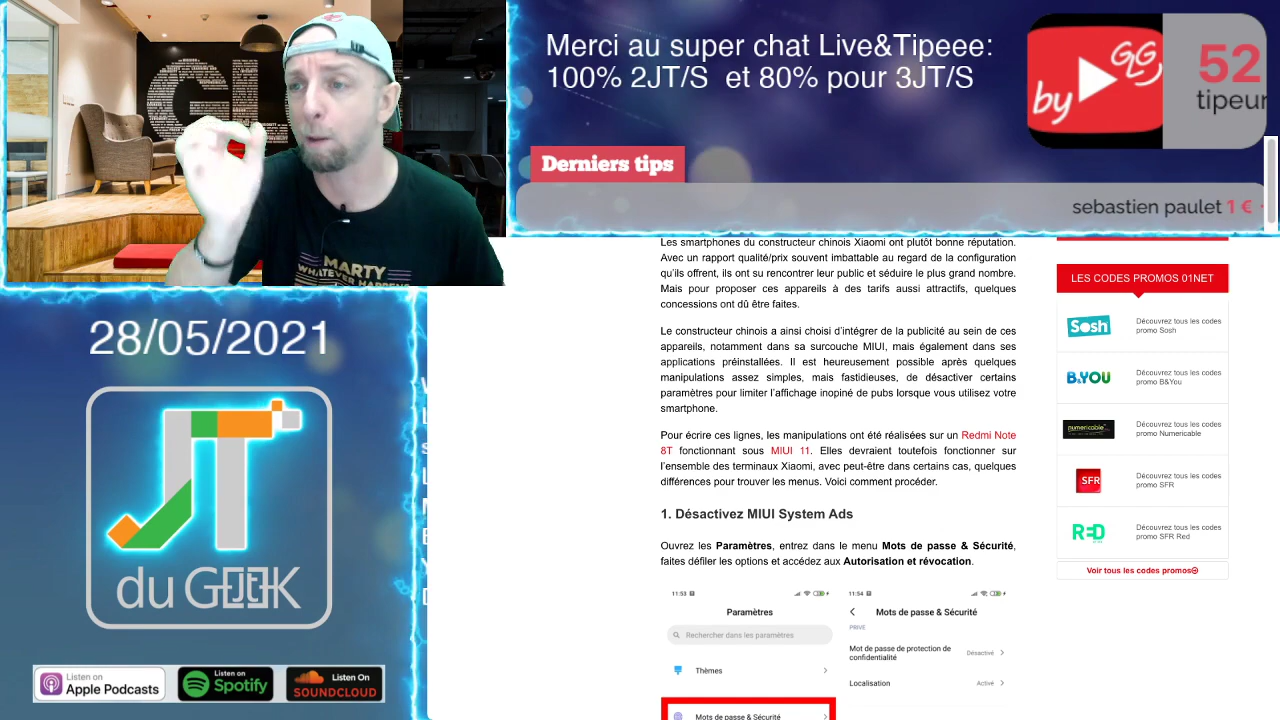 Merci au super chat Live&Tipeee:
100% 2JT/S et 80% pour 3JT/S
by GLG
52
tipeur
Derniers tips
sebastien paulet 1 €
MARTY
WHATEVER HAPPENS
28/05/2021
JT
du GEEK
Listen on
Apple Podcasts
Listen on
Spotify
Listen On
SOUNDCLOUD
Les smartphones du constructeur chinois Xiaomi ont plutôt bonne réputation.
Avec un rapport qualité/prix souvent imbattable au regard de la configuration
qu'ils offrent, ils ont su rencontrer leur public et séduire le plus grand nombre.
Mais pour proposer ces appareils à des tarifs aussi attractifs, quelques
concessions ont dû être faites.
Le constructeur chinois a ainsi choisi d'intégrer de la publicité au sein de ces
appareils, notamment dans sa surcouche MIUI, mais également dans ses
applications préinstallées. Il est heureusement possible après quelques
manipulations assez simples, mais fastidieuses, de désactiver certains
paramètres pour limiter l'affichage inopiné de pubs lorsque vous utilisez votre
smartphone.
Pour écrire ces lignes, les manipulations ont été réalisées sur un Redmi Note
8T fonctionnant sous MIUI 11. Elles devraient toutefois fonctionner sur
l'ensemble des terminaux Xiaomi, avec peut-être dans certains cas, quelques
différences pour trouver les menus. Voici comment procéder.
1. Désactivez MIUI System Ads
Ouvrez les Paramètres, entrez dans le menu Mots de passe & Sécurité,
faites défiler les options et accédez aux Autorisation et révocation.
11:53
Paramètres
Rechercher dans les paramètres
Thèmes
Mots de passe & Sécurité
11:54
Mots de passe & Sécurité
PRIVE
Mot de passe de protection de
confidentialité
Désactivé
Localisation
Activé
LES CODES PROMOS 01NET
Sosh
Découvrez tous les codes
promo Sosh
B&YOU
Découvrez tous les codes
promo B&You
numericable
Découvrez tous les codes
promo Numericable
SFR
Découvrez tous les codes
promo SFR
RED
Découvrez tous les codes
promo SFR Red
Voir tous les codes promos